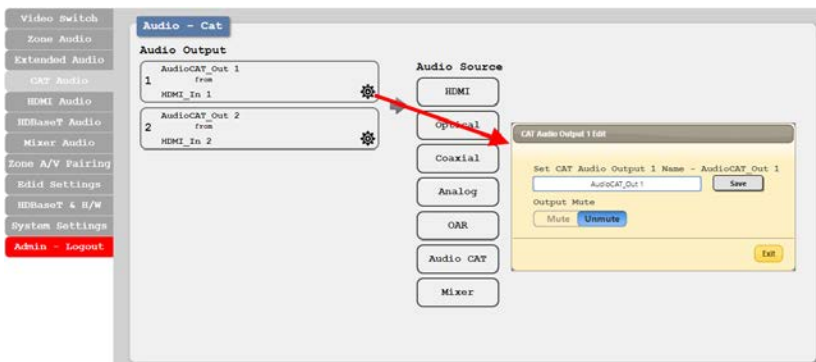 Video Switch
Zone Audio
Extended Audio
CAT Audio
HDMI Audio
HDBaseT Audio
Mixer Audio
Zone A/V Pairing
Edid Settings
HDBaseT & H/W
System Settings
Admin - Logout
Audio - Cat
Audio Output
1
AudioCAT_Out 1
from
HDMI_In 1
2
AudioCAT_Out 2
from
HDMI_In 2
Audio Source
HDMI
Optical
Coaxial
Analog
OAR
Audio CAT
Mixer
CAT Audio Output 1 Edit
Set CAT Audio Output 1 Name - AudioCAT_Out 1
AudioCAT_Out 1 Save
Output Mute
Mute Unmute
Exit